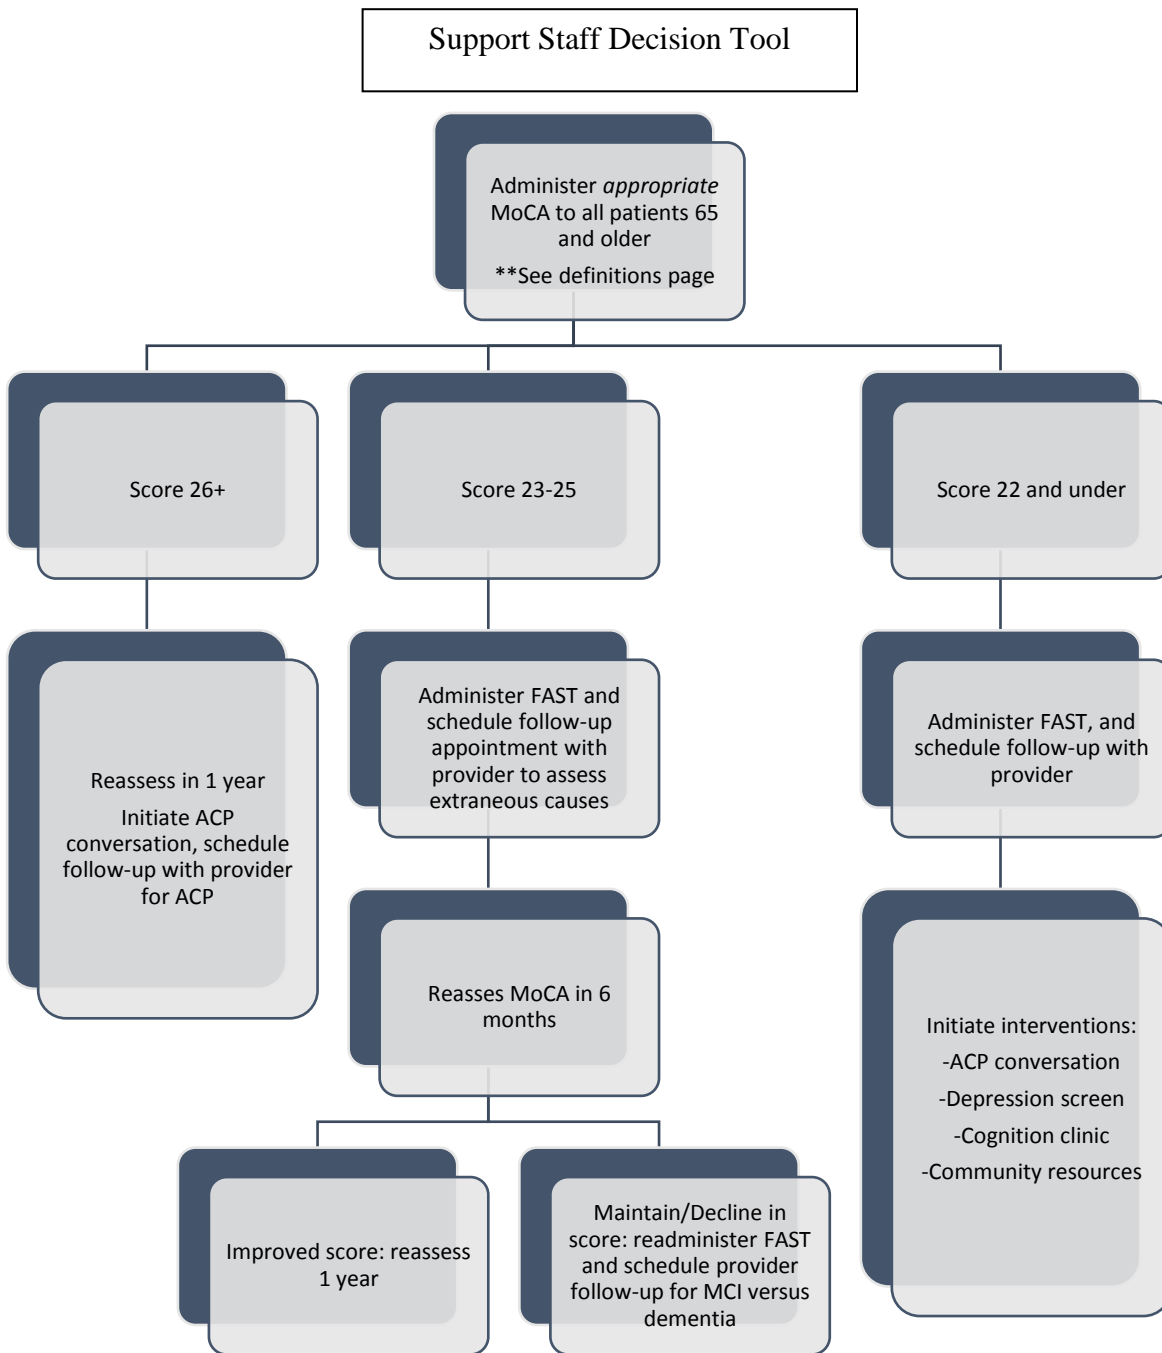 Support Staff Decision Tool
Administer appropriate
MoCA to all patients 65
and older
**See definitions page
Score 26+
Score 23-25
Score 22 and under
Reassess in 1 year
Initiate ACP
conversation, schedule
follow-up with provider
for ACP
Administer FAST and
schedule follow-up
appointment with
provider to assess
extraneous causes
Administer FAST, and
schedule follow-up with
provider
Reasses MoCA in 6
months
Initiate interventions:
-ACP conversation
-Depression screen
-Cognition clinic
-Community resources
Improved score: reassess
1 year
Maintain/Decline in
score: readminister FAST
and schedule provider
follow-up for MCI versus
dementia